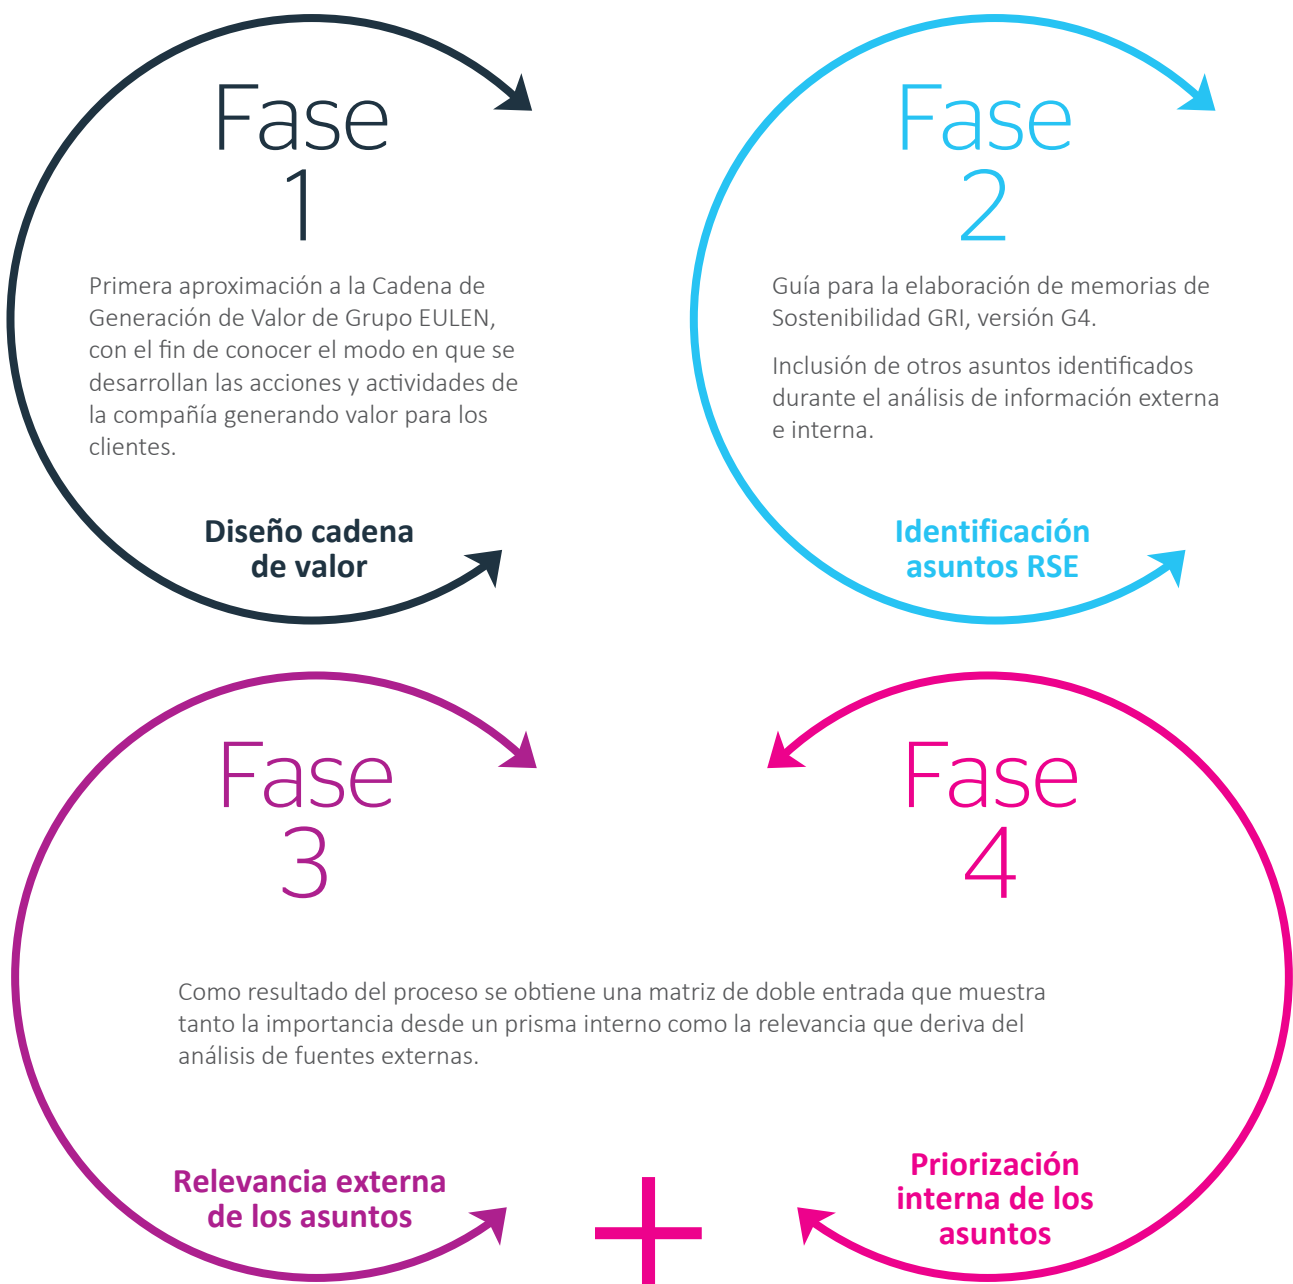 Fase
1
Primera aproximación a la Cadena de
Generación de Valor de Grupo EULEN,
con el fin de conocer el modo en que se
desarrollan las acciones y actividades de
la compañía generando valor para los
clientes.
Diseño cadena
de valor
Fase
2
Guía para la elaboración de memorias de
Sostenibilidad GRI, versión G4.
Inclusión de otros asuntos identificados
durante el análisis de información externa
e interna.
Identificación
asuntos RSE
Fase
3
Fase
4
Como resultado del proceso se obtiene una matriz de doble entrada que muestra
tanto la importancia desde un prisma interno como la relevancia que deriva del
análisis de fuentes externas.
Relevancia externa
de los asuntos
+
Priorización
interna de los
asuntos